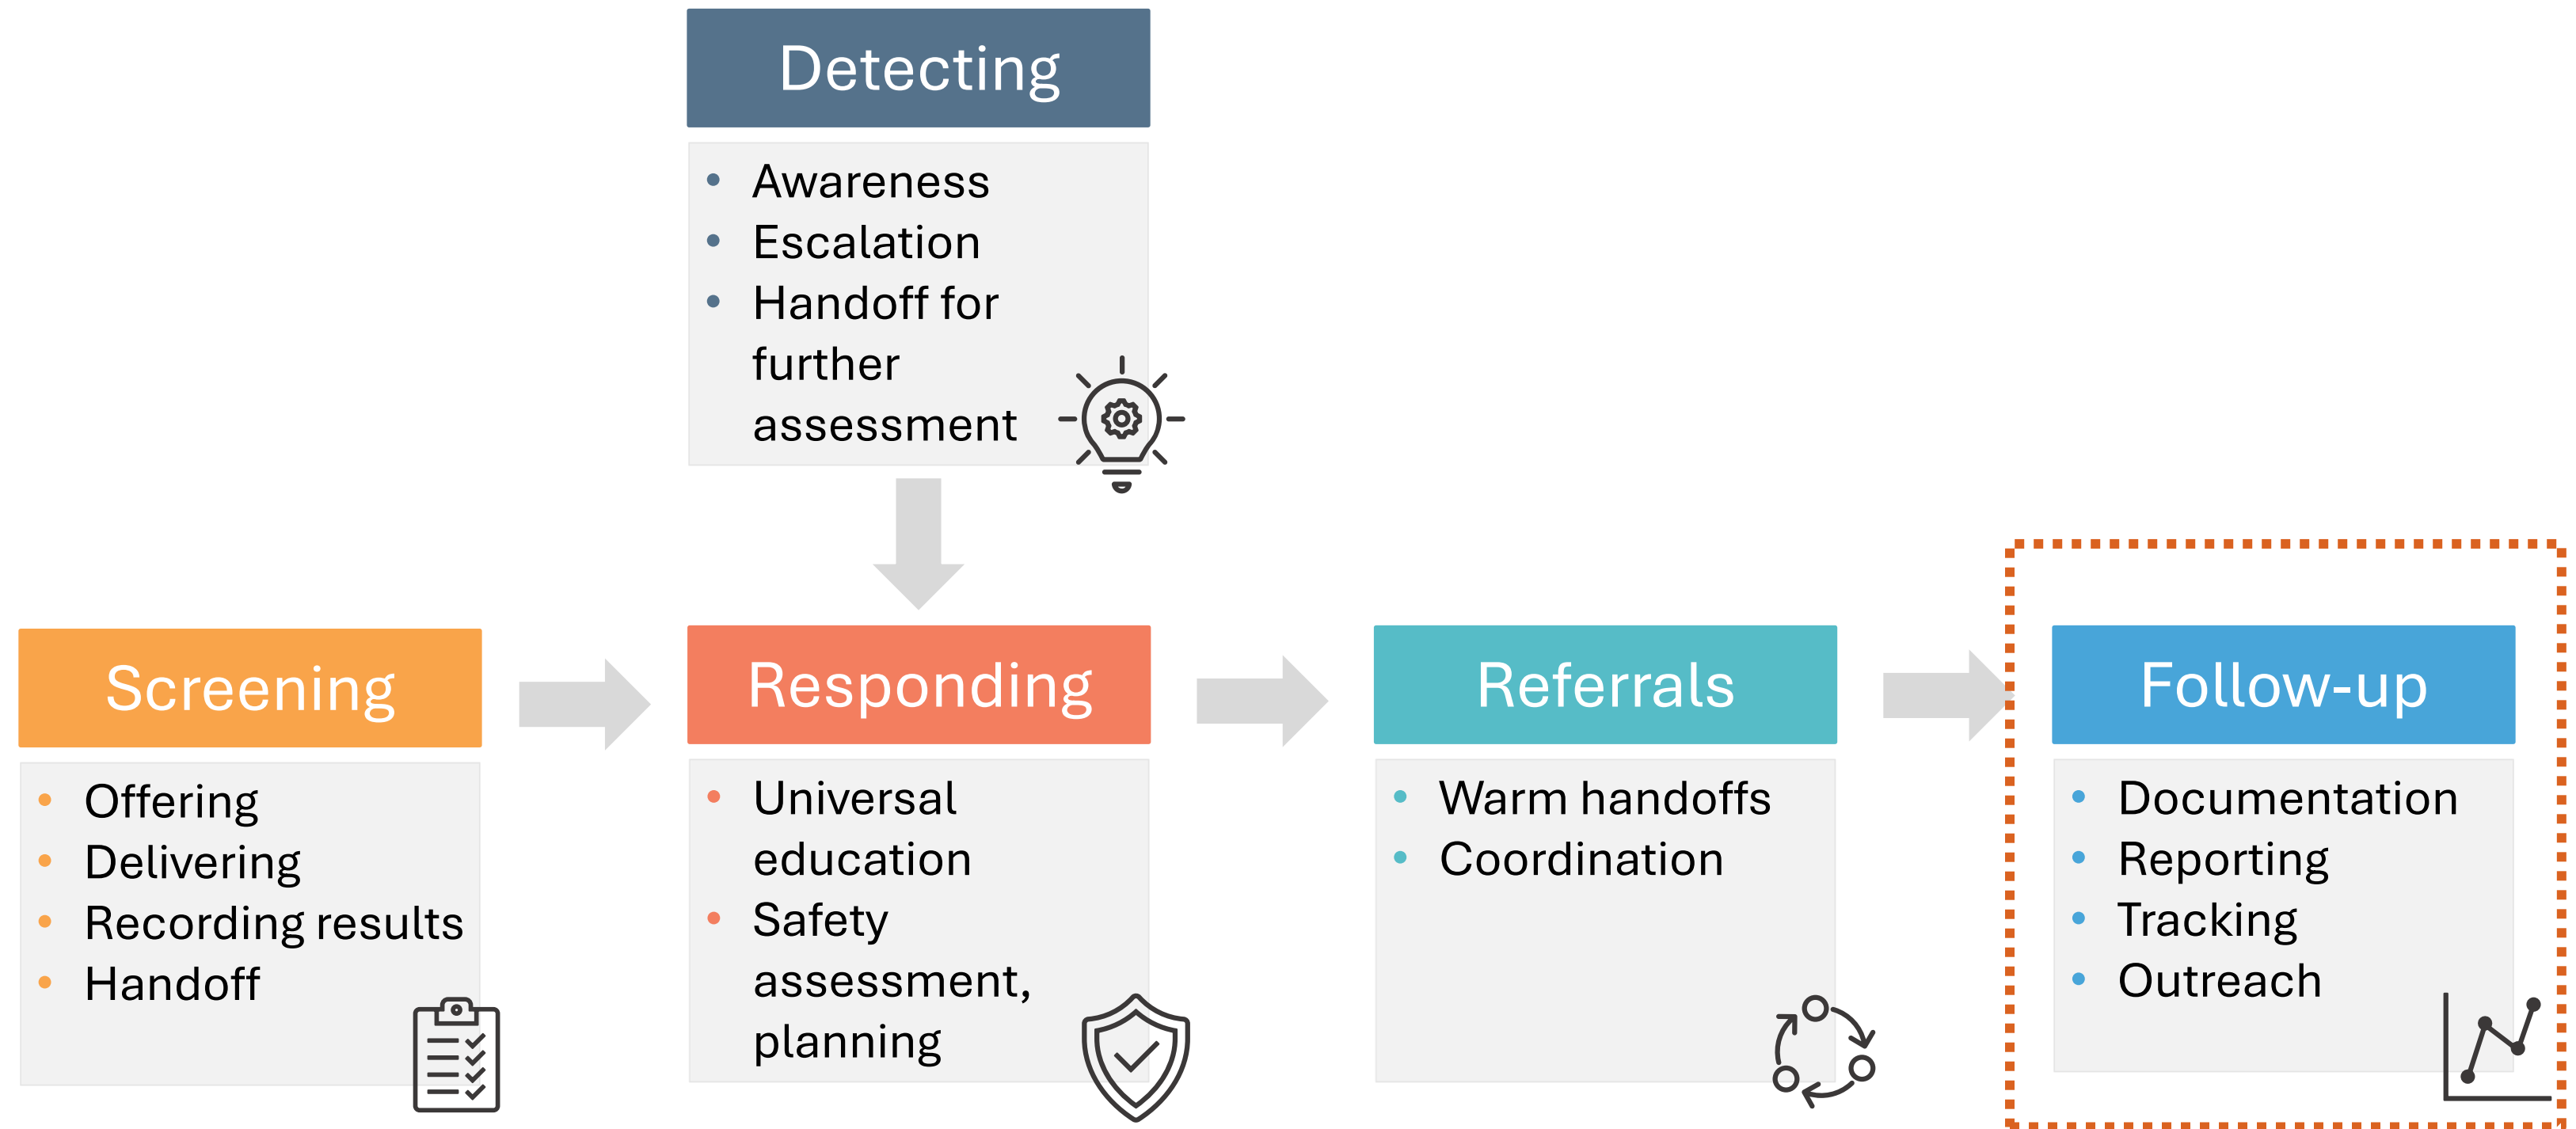 Detecting
• Awareness
• Escalation
• Handoff for
further
assessment
Screening
• Offering
• Delivering
• Recording results
• Handoff
Responding
• Universal
education
• Safety
assessment,
planning
Referrals
• Warm handoffs
• Coordination
Follow-up
• Documentation
• Reporting
• Tracking
• Outreach